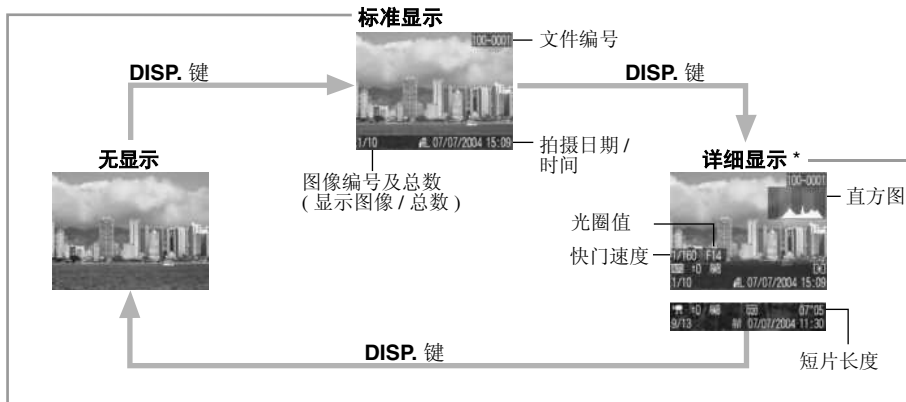 标准显示
100-0001
文件编号
DISP. 键
DISP. 键
1/10
07/07/2004 15:09
拍摄日期 /
时间
无显示
详细显示 *
图像编号及总数
( 显示图像 / 总数 )
100-0001
直方图
光圈值
快门速度
1/160 F14
±0
1/10
L 07/07/2004 15:09
±0
07"05
9/13
07/07/2004 11:30
DISP. 键
短片长度